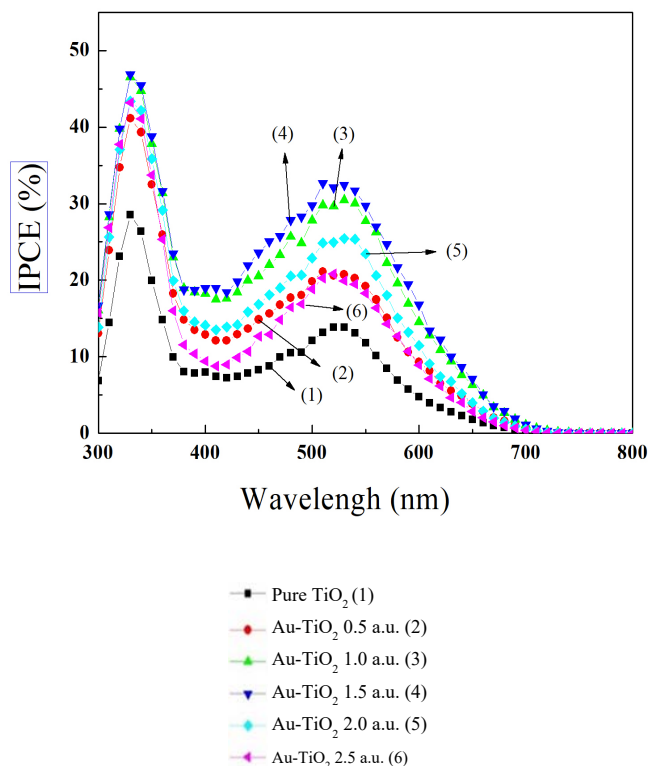 50
40
30
20
10
0
IPCE (%)
(4)
(3)
(5)
(6)
(2)
(1)
300 400 500 600 700 800
Wavelengh (nm)
Pure TiO2 (1)
Au-TiO2 0.5 a.u. (2)
Au-TiO2 1.0 a.u. (3)
Au-TiO2 1.5 a.u. (4)
Au-TiO2 2.0 a.u. (5)
Au-TiO2 2.5 a.u. (6)